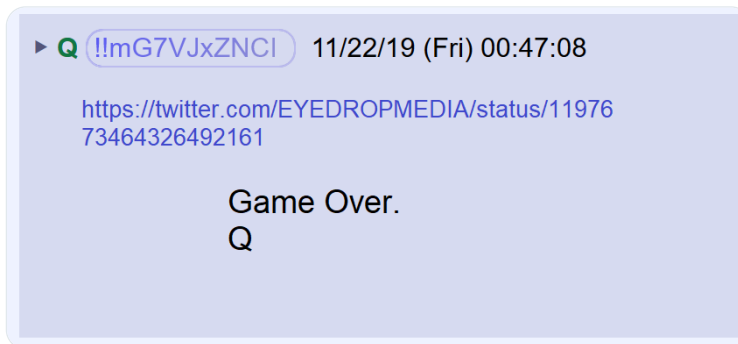 Q !!mG7VJxZNCI 11/22/19 (Fri) 00:47:08
https://twitter.com/EYEDROPMEDIA/status/11976
73464326492161
Game Over.
Q